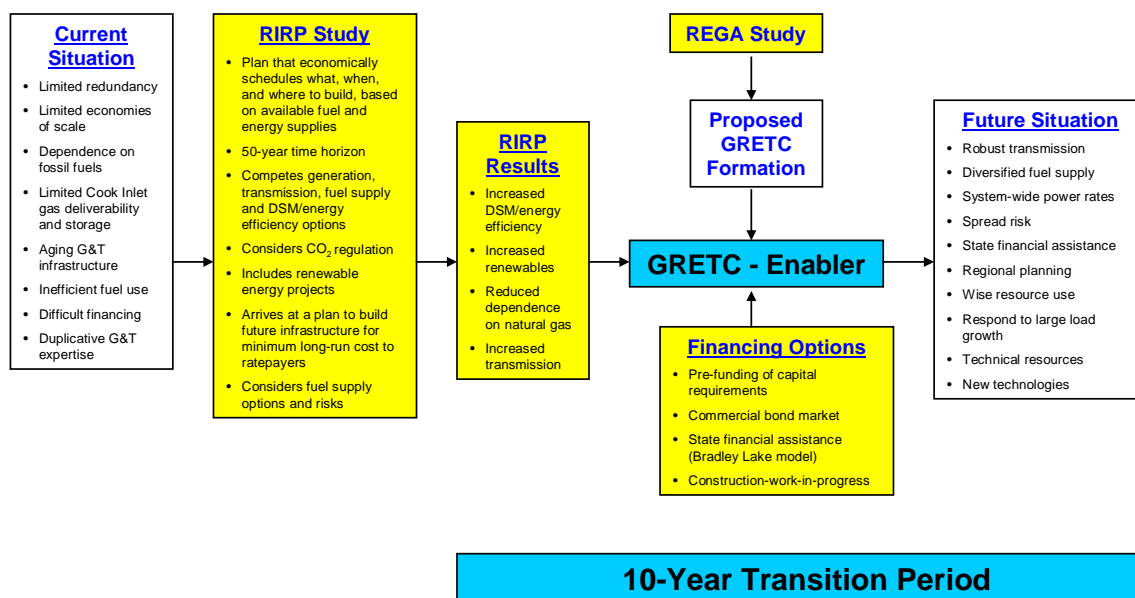 Current
Situation
• Limited redundancy
• Limited economies
of scale
• Dependence on
fossil fuels
• Limited Cook Inlet
gas deliverability
and storage
• Aging G&T
infrastructure
• Inefficient fuel use
• Difficult financing
• Duplicative G&T
expertise
RIRP Study
• Plan that economically
schedules what, when,
and where to build, based
on available fuel and
energy supplies
• 50-year time horizon
• Competes generation,
transmission, fuel supply
and DSM/energy
efficiency options
• Considers CO2 regulation
• Includes renewable
energy projects
• Arrives at a plan to build
future infrastructure for
minimum long-run cost to
ratepayers
• Considers fuel supply
options and risks
RIRP
Results
• Increased
DSM/energy
efficiency
• Increased
renewables
• Reduced
dependence
on natural gas
• Increased
transmission
REGA Study
Proposed
GRETC
Formation
GRETC - Enabler
Financing Options
• Pre-funding of capital
requirements
• Commercial bond market
• State financial assistance
(Bradley Lake model)
• Construction-work-in-progress
Future Situation
• Robust transmission
• Diversified fuel supply
• System-wide power rates
• Spread risk
• State financial assistance
• Regional planning
• Wise resource use
• Respond to large load
growth
• Technical resources
• New technologies
10-Year Transition Period